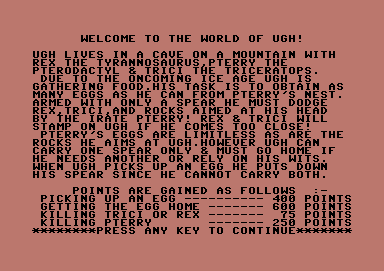 WELCOME TO THE WORLD OF UGH!
UGH LIVES IN A CAVE ON A MOUNTAIN WITH
REX THE TYRANNOSAURUS,PTERRY THE
PTERODACTYL & TRICI THE TRICERATOPS.
DUE TO THE ONCOMING ICE AGE UGH IS
GATHERING FOOD.HIS TASK IS TO OBTAIN AS
MANY EGGS AS HE CAN FROM PTERRY'S NEST.
ARMED WITH ONLY A SPEAR HE MUST DODGE
REX,TRICI,AND ROCKS AIMED AT HIS HEAD
BY THE IRATE PTERRY! REX & TRICI WILL
STAMP ON UGH IF HE COMES TOO CLOSE!
PTERRY'S EGGS ARE LIMITLESS AS ARE THE
ROCKS HE AIMS AT UGH.HOWEVER UGH CAN
CARRY ONE SPEAR ONLY & MUST GO HOME IF
HE NEEDS ANOTHER OR RELY ON HIS WITS.
WHEN UGH PICKS UP AN EGG HE PUTS DOWN
HIS SPEAR SINCE HE CANNOT CARRY BOTH.
POINTS ARE GAINED AS FOLLOWS :-
PICKING UP AN EGG ----------- 400 POINTS
GETTING THE EGG HOME ------- 600 POINTS
KILLING TRICI OR REX ------- 75 POINTS
KILLING PTERRY ------- 250 POINTS
********PRESS ANY KEY TO CONTINUE*******